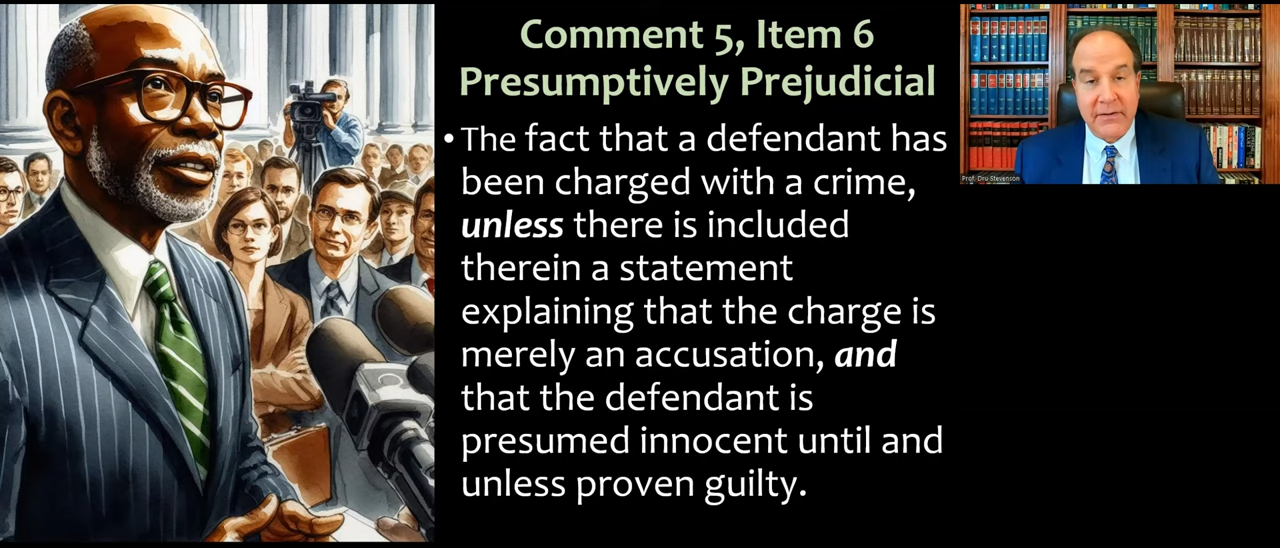 Comment 5, Item 6
Presumptively Prejudicial
• The fact that a defendant has
been charged with a crime,
unless there is included
therein a statement
explaining that the charge is
merely an accusation, and
that the defendant is
presumed innocent until and
unless proven guilty.
Prof. Dru Stevenson